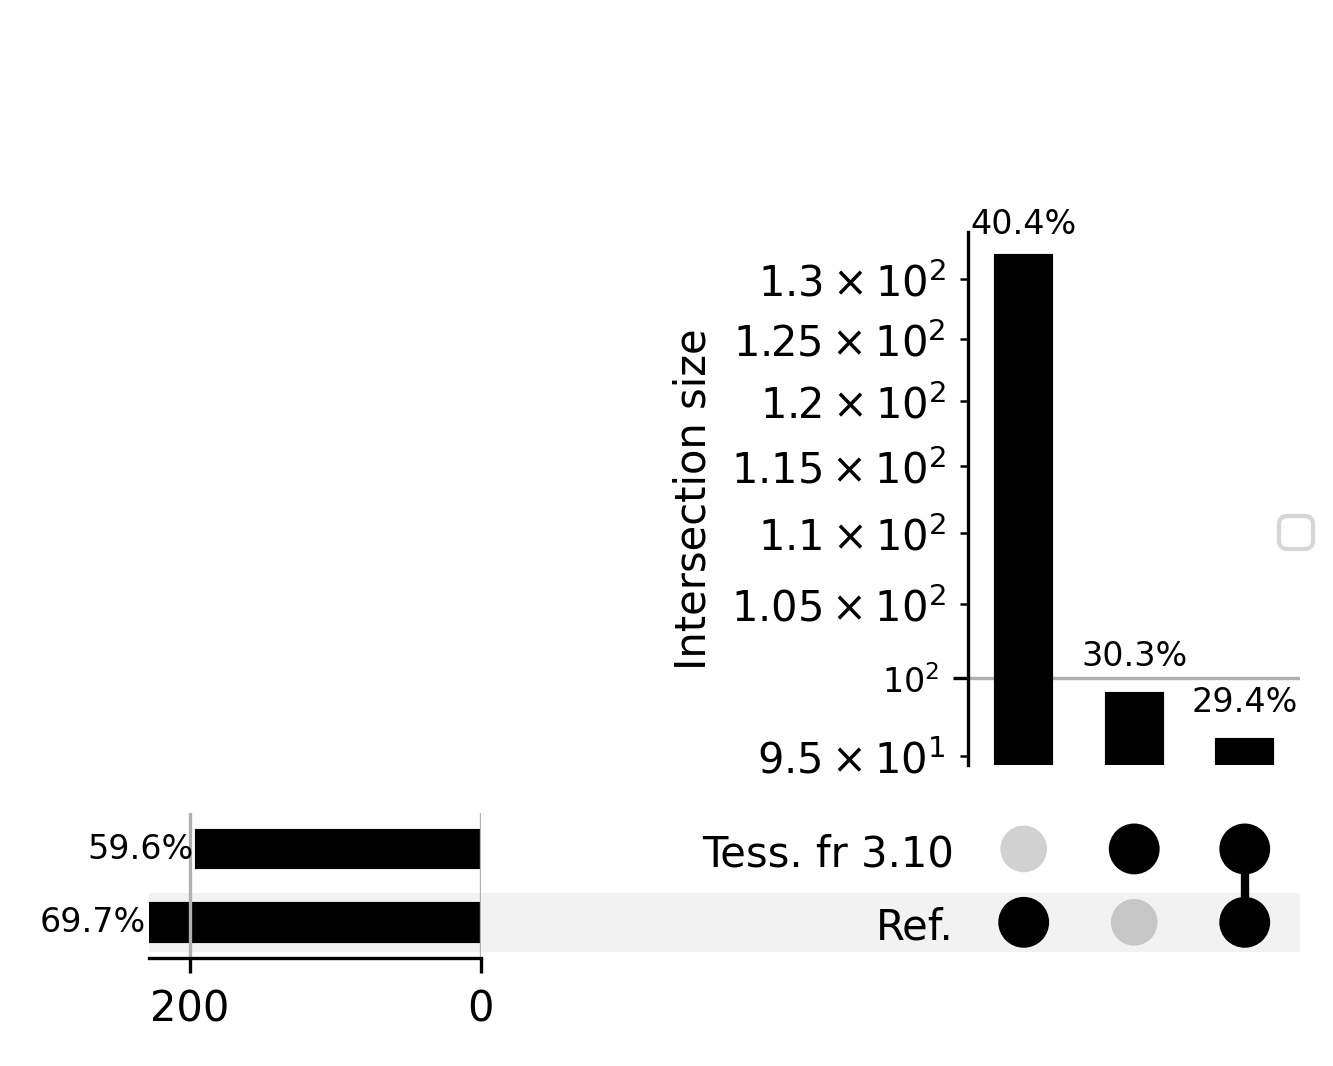 40.4%
1.3 × 10²
1.25 × 10²
1.2 × 10²
1.15 × 10²
1.1 × 10²
1.05 × 10²
10²
9.5 × 10¹
Intersection size
30.3%
29.4%
59.6%
Tess. fr 3.10
69.7%
Ref.
200 0